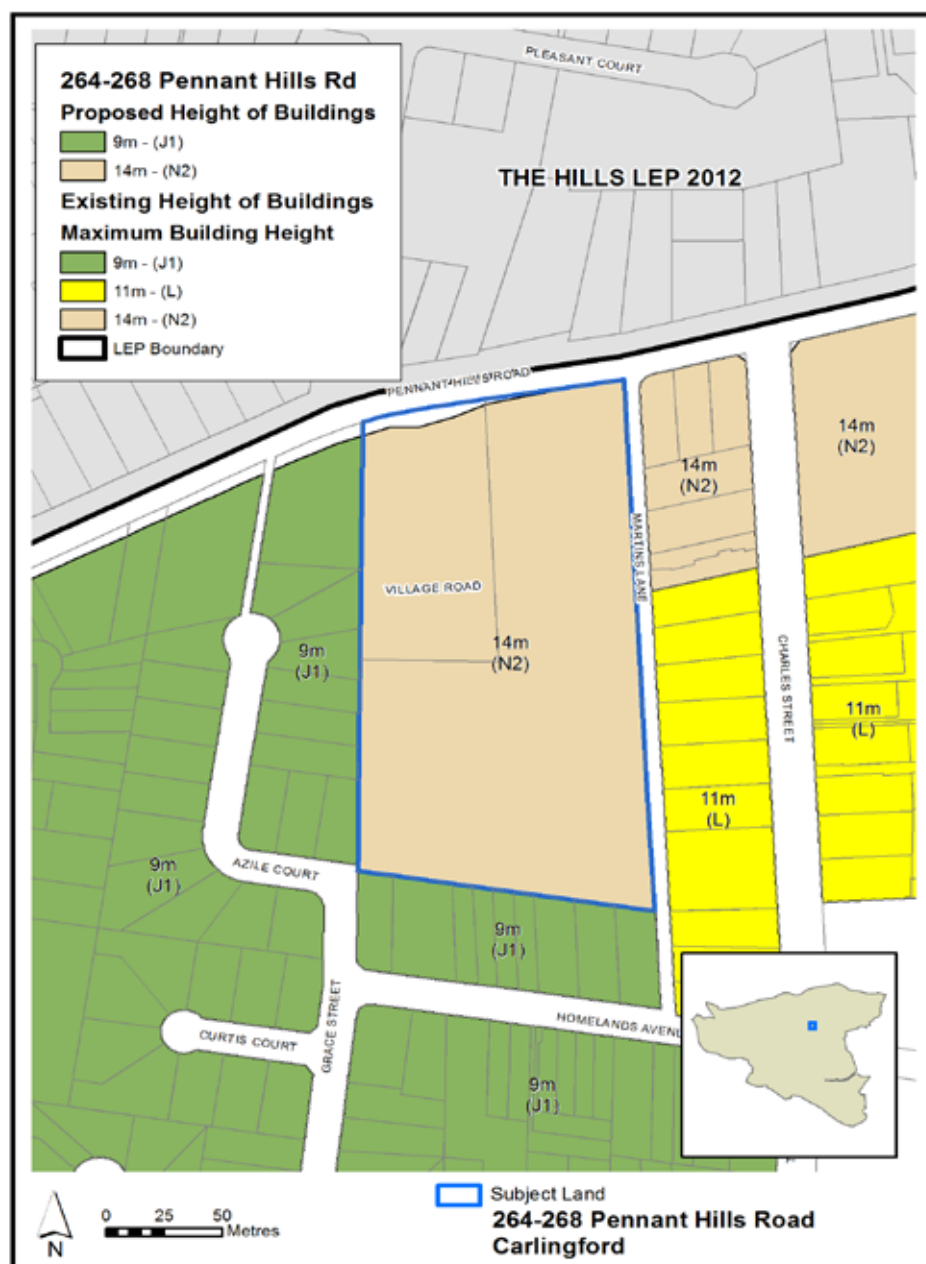 264-268 Pennant Hills Rd
Proposed Height of Buildings
9m - (J1)
14m - (N2)
Existing Height of Buildings
Maximum Building Height
9m - (J1)
11m - (L)
14m - (N2)
LEP Boundary
PLEASANT COURT
THE HILLS LEP 2012
PENNANT HILLS ROAD
14m
(N2)
14m
(N2)
MARTINS LANE
VILLAGE ROAD
14m
(N2)
9m
(J1)
CHARLES STREET
11m
(L)
11m
(L)
9m
(J1)
AZILE COURT
9m
(J1)
GRACE STREET
CURTIS COURT
HOMELANDS AVENU
9m
(J1)
N
0 25 50
Metres
Subject Land
264-268 Pennant Hills Road
Carlingford